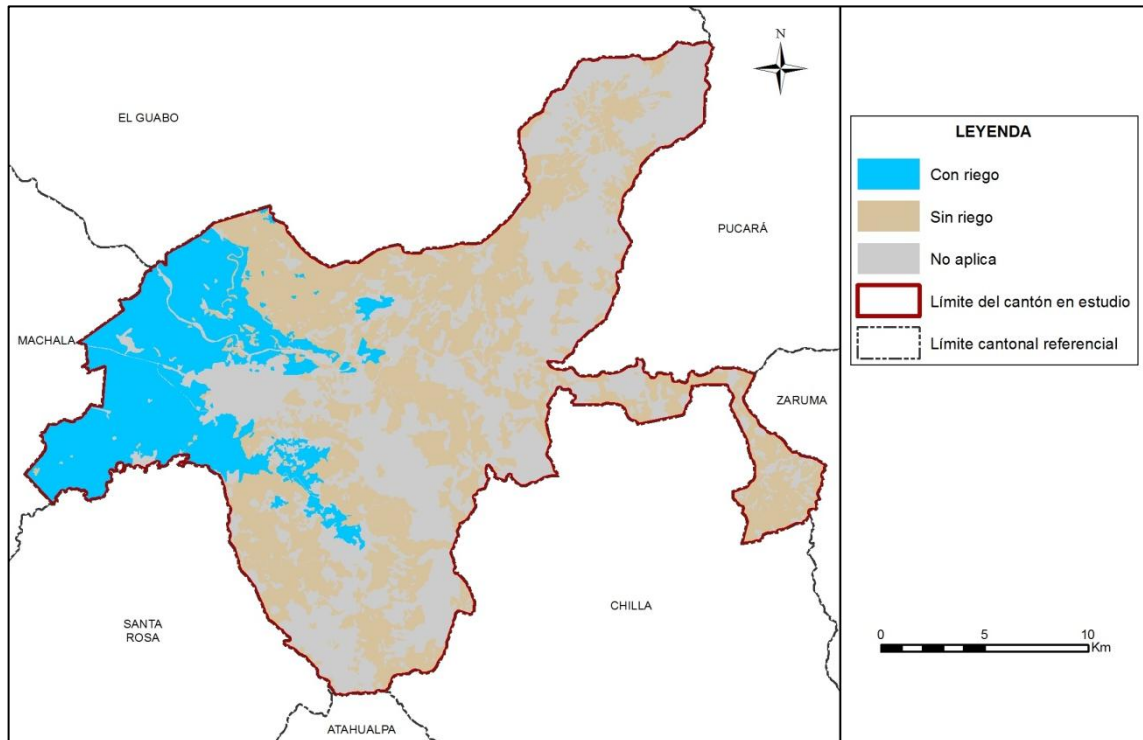 N
EL GUABO
PUCARÁ
MACHALA
ZARUMA
CHILLA
SANTA
ROSA
ATAHUALPA
LEYENDA
Con riego
Sin riego
No aplica
Límite del cantón en estudio
Límite cantonal referencial
0 5 10
Km